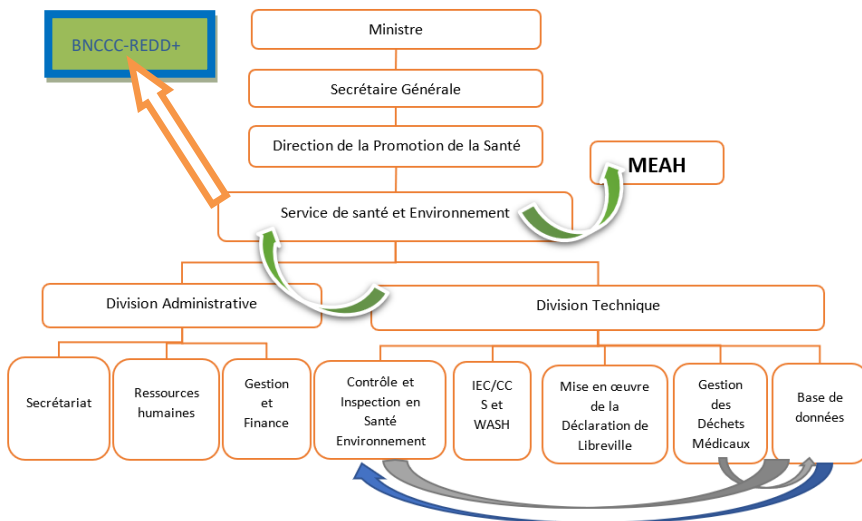 BNCCC-REDD+
Ministre
Secrétaire Générale
Direction de la Promotion de la Santé
MEAH
Service de santé et Environnement
Division Administrative
Division Technique
Secrétariat
Ressources
humaines
Gestion
et
Finance
Contrôle et
Inspection en
Santé
Environnement
IEC/CC
S et
WASH
Mise en œuvre
de la
Déclaration de
Libreville
Gestion
des
Déchets
Médicaux
Base de
données